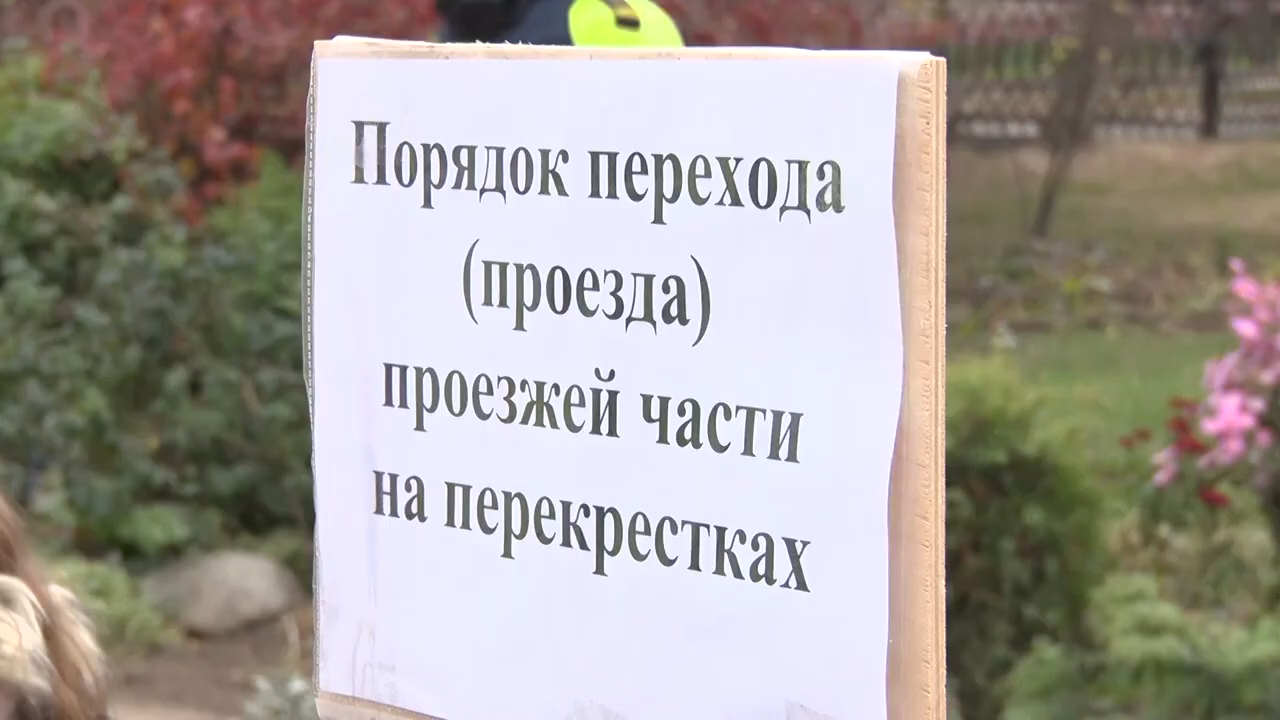 Порядок перехода
(проезда)
проезжей части
на перекрестках